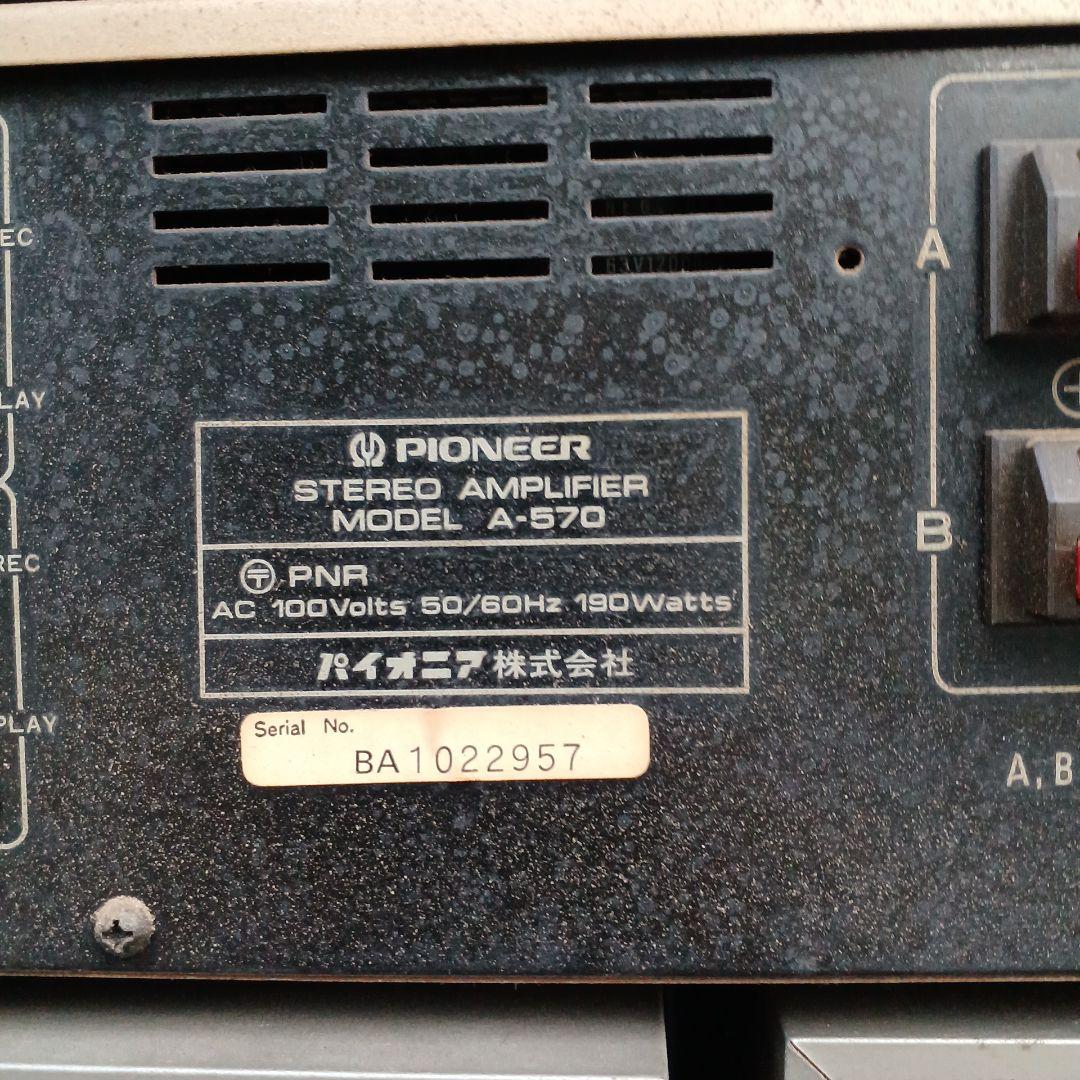 REC
PLAY
REC
PLAY
63V120
A
B
A, B
PIONEER
STEREO AMPLIFIER
MODEL A-570
〒 PNR
AC 100Volts 50/60Hz 190Watts
パイオニア株式会社
Serial No.
BA1022957